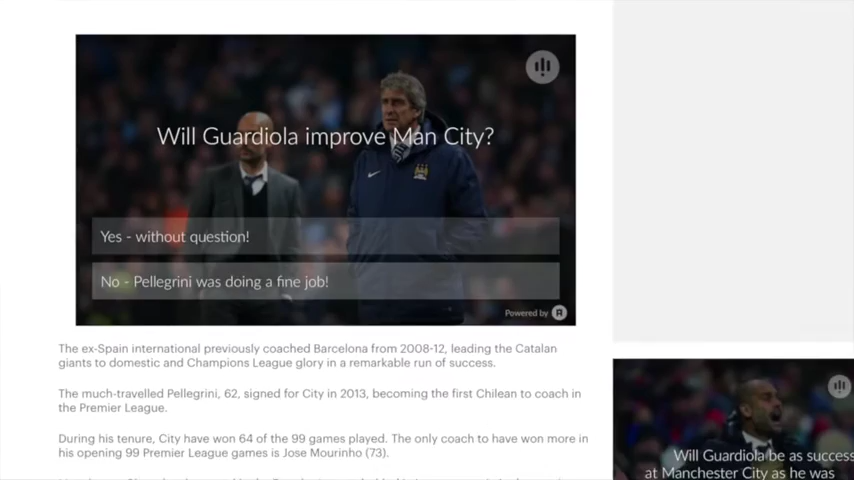 Will Guardiola improve Man City?
Yes - without question!
No - Pellegrini was doing a fine job!
Powered by
The ex-Spain international previously coached Barcelona from 2008-12, leading the Catalan
giants to domestic and Champions League glory in a remarkable run of success.
The much-travelled Pellegrini, 62, signed for City in 2013, becoming the first Chilean to coach in
the Premier League.
During his tenure, City have won 64 of the 99 games played. The only coach to have won more in
his opening 99 Premier League games is Jose Mourinho (73).
Will Guardiola be as success
at Manchester City as he was